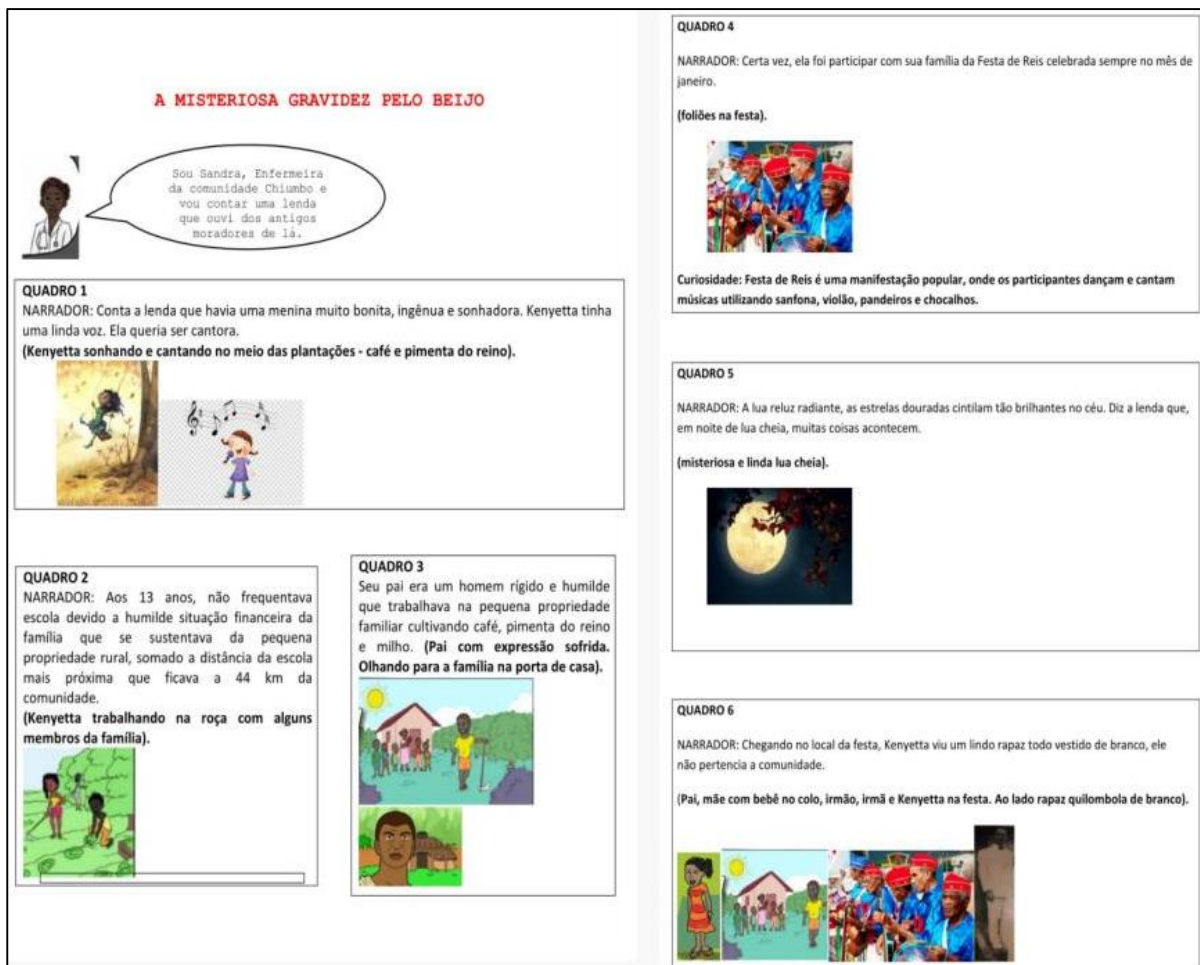 A MISTERIOSA GRAVIDEZ PELO BEIJO
Sou Sandra, Enfermeira
da comunidade Chiumbo e
vou contar uma lenda
que ouvi dos antigos
moradores de lá.
QUADRO 1
NARRADOR: Conta a lenda que havia uma menina muito bonita, ingênua e sonhadora. Kenyetta tinha
uma linda voz. Ela queria ser cantora.
(Kenyetta sonhando e cantando no meio das plantações - café e pimenta do reino).
QUADRO 2
NARRADOR: Aos 13 anos, não frequentava
escola devido a humilde situação financeira da
família que se sustentava da pequena
propriedade rural, somado a distância da escola
mais próxima que ficava a 44 km da
comunidade.
(Kenyetta trabalhando na roça com alguns
membros da família).
QUADRO 3
Seu pai era um homem rígido e humilde
que trabalhava na pequena propriedade
familiar cultivando café, pimenta do reino
e milho. (Pai com expressão sofrida.
Olhando para a família na porta de casa).
QUADRO 4
NARRADOR: Certa vez, ela foi participar com sua família da Festa de Reis celebrada sempre no mês de
janeiro.
(foliões na festa).
Curiosidade: Festa de Reis é uma manifestação popular, onde os participantes dançam e cantam
músicas utilizando sanfona, violão, pandeiros e chocalhos.
QUADRO 5
NARRADOR: A lua reluz radiante, as estrelas douradas cintilam tão brilhantes no céu. Diz a lenda que,
em noite de lua cheia, muitas coisas acontecem.
(misteriosa e linda lua cheia).
QUADRO 6
NARRADOR: Chegando no local da festa, Kenyetta viu um lindo rapaz todo vestido de branco, ele
não pertencia a comunidade.
(Pai, mãe com bebê no colo, irmão, irmã e Kenyetta na festa. Ao lado rapaz quilombola de branco).